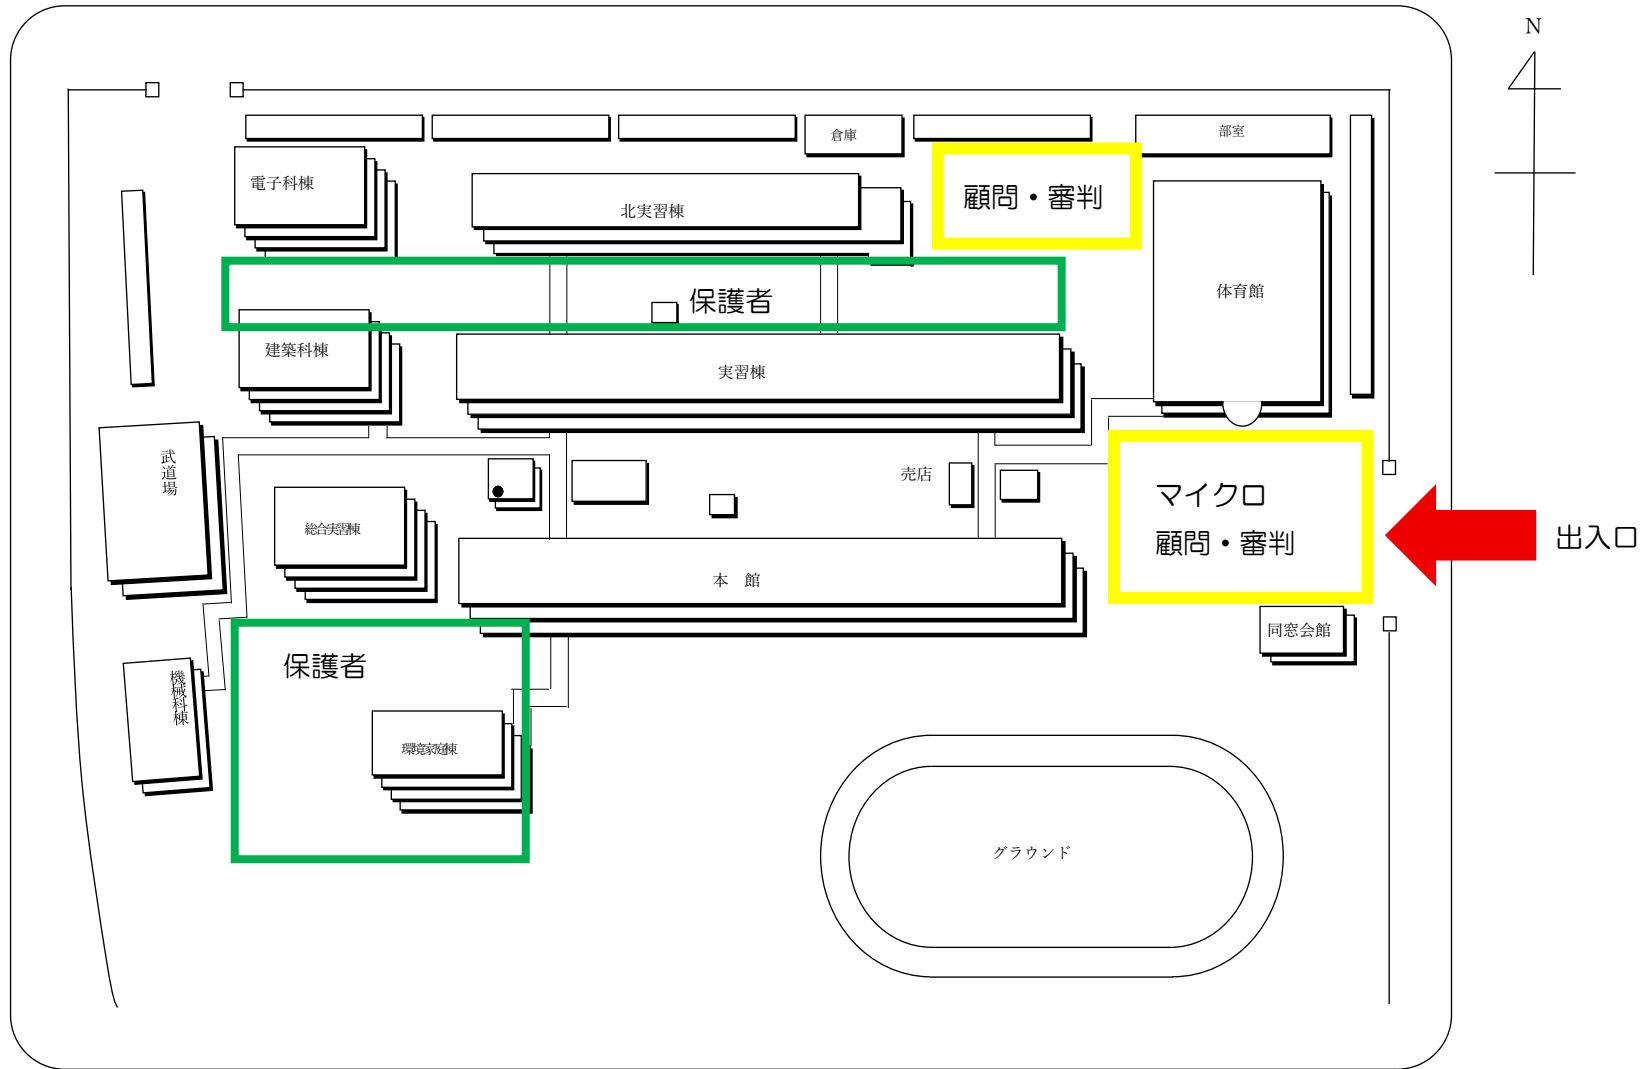 N
倉庫
部室
電子科棟
北実習棟
顧問・審判
体育館
保護者
建築科棟
実習棟
武道場
売店
マイクロ
顧問・審判
出入口
総合実習棟
本　館
同窓会館
保護者
機械科棟
環境家庭棟
グラウンド